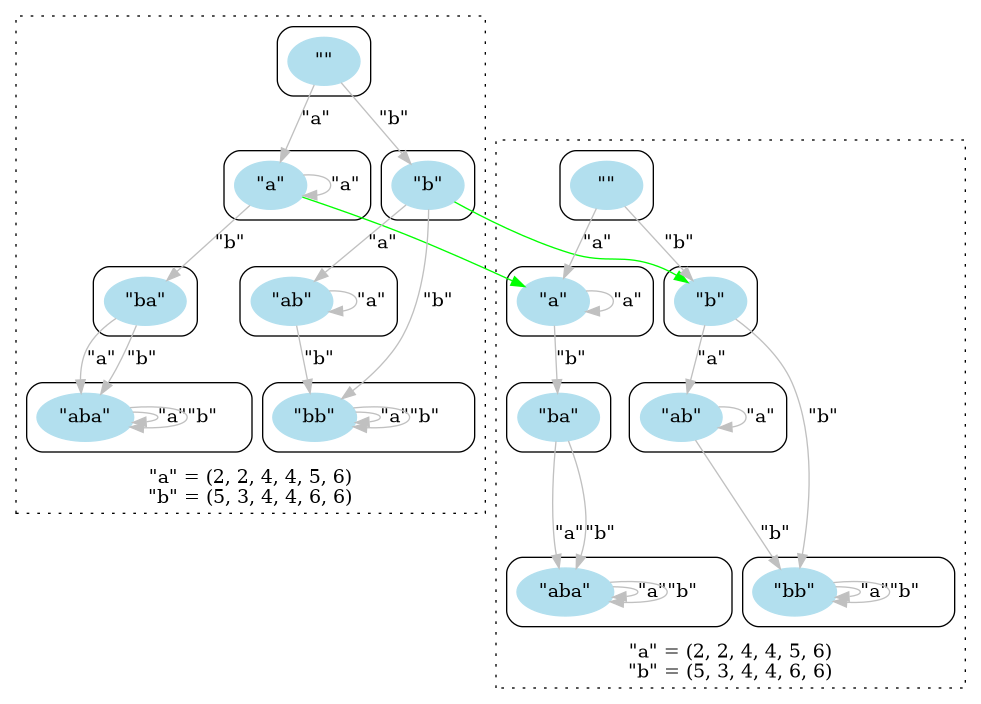 ""
"a" "b"
"a" "a" "b"
"b" "a"
"ba" "ab" "a" "b"
"a" "b" "b"
"aba" "a" "b" "bb" "a" "b"
"a" = (2, 2, 4, 4, 5, 6)
"b" = (5, 3, 4, 4, 6, 6)
""
"a" "b"
"a" "a" "b"
"b" "a"
"ba" "ab" "a" "b"
"a" "b" "b"
"aba" "a" "b" "bb" "a" "b"
"a" = (2, 2, 4, 4, 5, 6)
"b" = (5, 3, 4, 4, 6, 6)